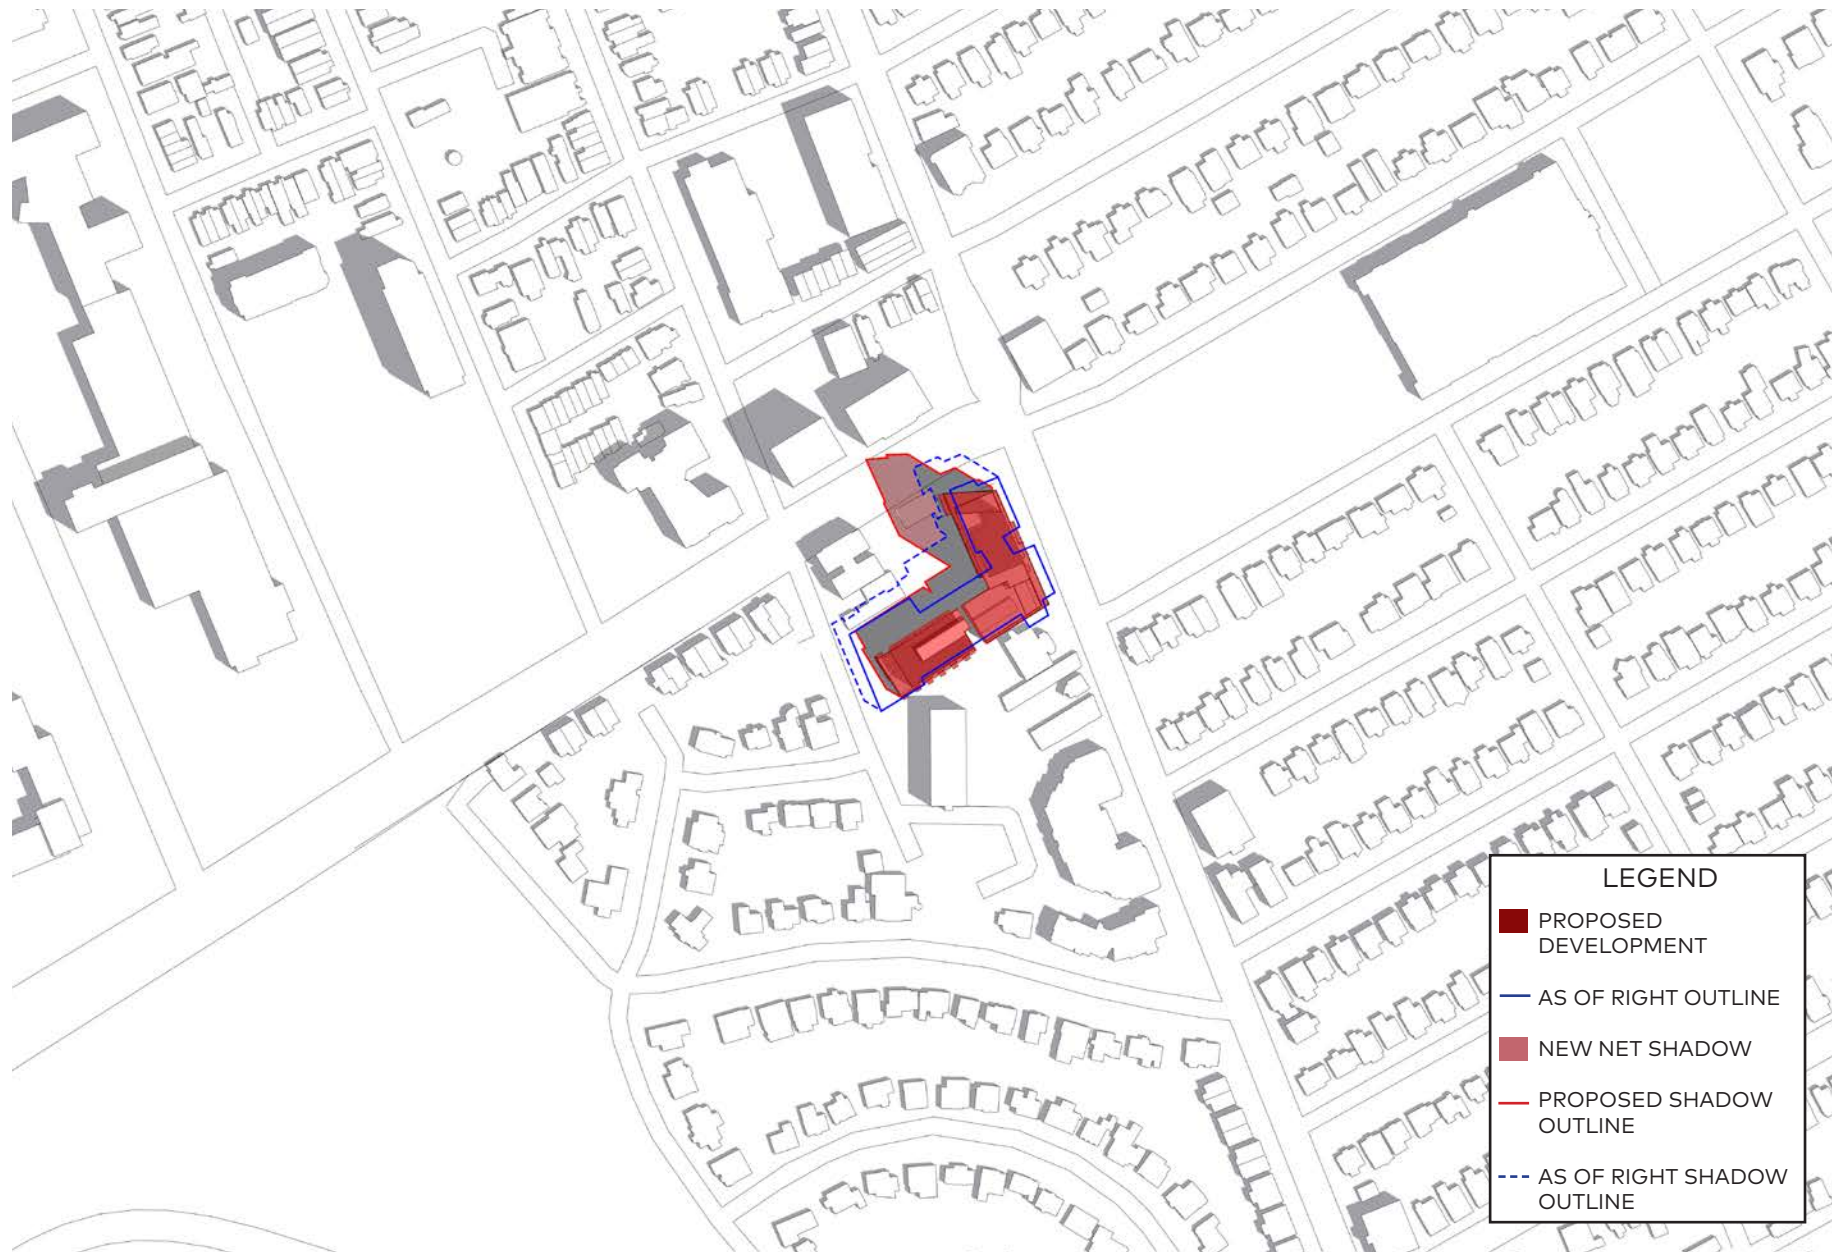 LEGEND
PROPOSED
DEVELOPMENT
AS OF RIGHT OUTLINE
NEW NET SHADOW
PROPOSED SHADOW
OUTLINE
AS OF RIGHT SHADOW
OUTLINE